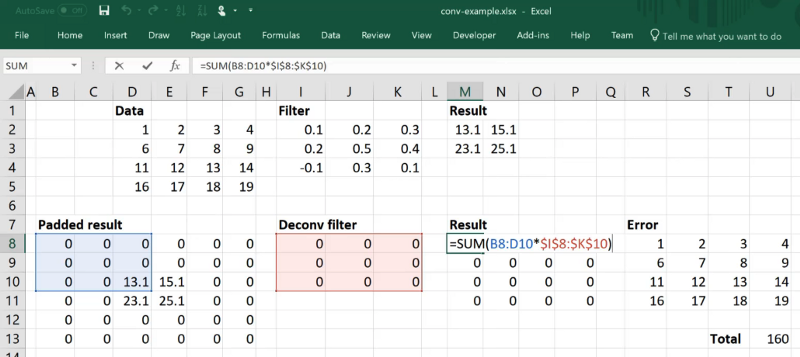 AutoSave Off conv-example.xlsx - Excel
File Home Insert Draw Page Layout Formulas Data Review View Developer Add-ins Help Team Tell me what you want to do
SUM fx =SUM(B8:D10*$I$8:$K$10)
A B C D E F G H I J K L M N O P Q R S T U
1 Data Filter Result
2 1 2 3 4 0.1 0.2 0.3 13.1 15.1
3 6 7 8 9 0.2 0.5 0.4 23.1 25.1
4 11 12 13 14 -0.1 0.3 0.1
5 16 17 18 19
6
7 Padded result Deconv filter Result Error
8 0 0 0 0 0 0 0 0 0 =SUM(B8:D10*$I$8:$K$10) 1 2 3 4
9 0 0 0 0 0 0 0 0 0 0 0 0 0 6 7 8 9
10 0 0 13.1 15.1 0 0 0 0 0 0 0 0 0 11 12 13 14
11 0 0 23.1 25.1 0 0 0 0 0 0 16 17 18 19
12 0 0 0 0 0 0
13 0 0 0 0 0 0 Total 160